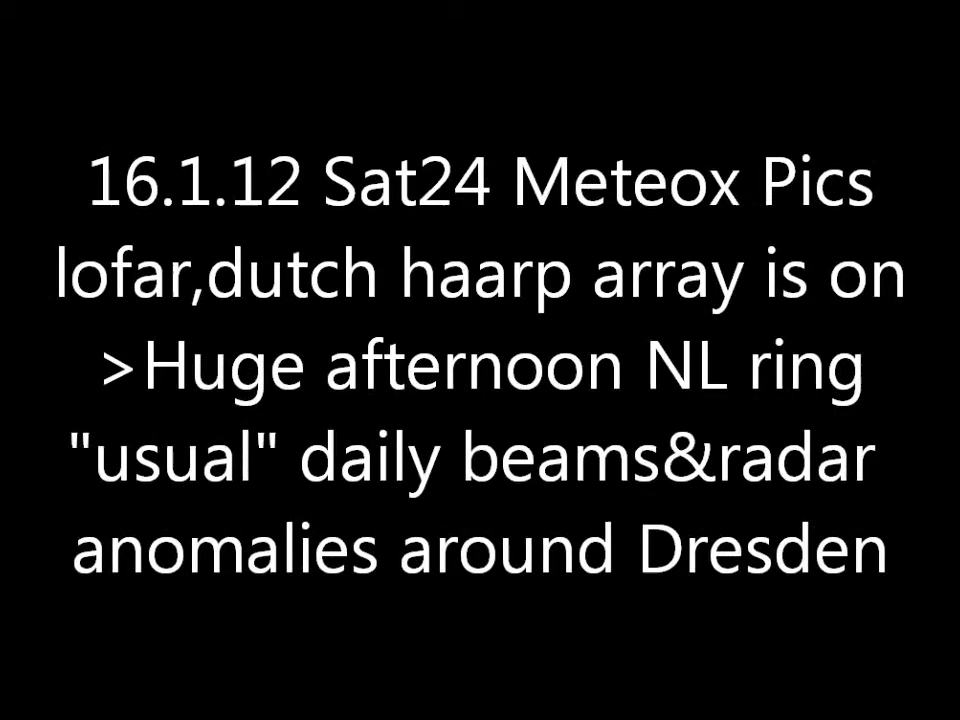 16.1.12 Sat24 Meteox Pics
lofar,dutch haarp array is on
>Huge afternoon NL ring
"usual" daily beams&radar
anomalies around Dresden